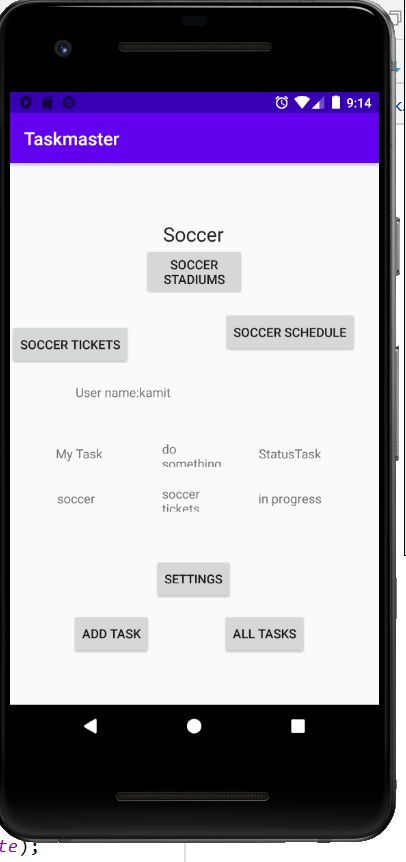 9:14
Taskmaster
Soccer
SOCCER
STADIUMS
SOCCER SCHEDULE
SOCCER TICKETS
User name:kamit
My Task
do
something
StatusTask
soccer
soccer
tickets
in progress
SETTINGS
ADD TASK
ALL TASKS
te);